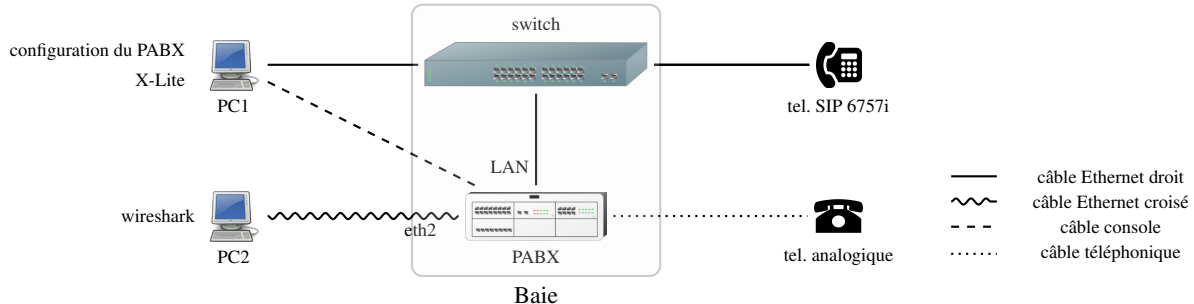 switch
configuration du PABX
X-Lite
PC1
tel. SIP 6757i
LAN
wireshark
eth2
PC2
PABX
tel. analogique
Baie
câble Ethernet droit
câble Ethernet croisé
câble console
câble téléphonique